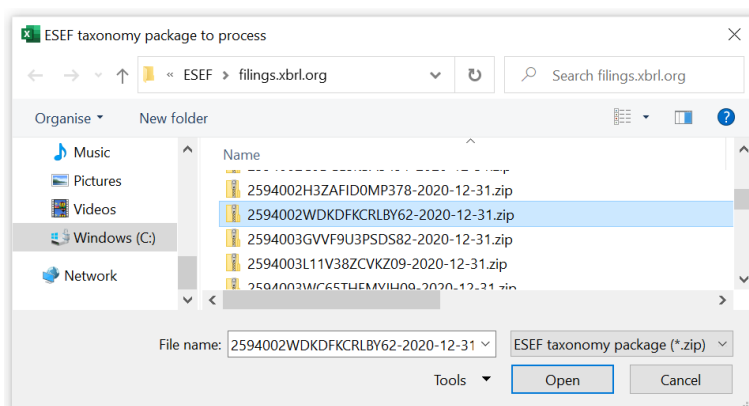 ESEF taxonomy package to process
« ESEF > filings.xbrl.org
Search filings.xbrl.org
Organise
New folder
Name
Music
Pictures
Videos
Windows (C:)
Network
2594002H3ZAFID0MP378-2020-12-31.zip
2594002WDKDFKCRLBY62-2020-12-31.zip
2594003GVVF9U3PSDS82-2020-12-31.zip
2594003L11V38ZCVKZ09-2020-12-31.zip
File name: 2594002WDKDFKCRLBY62-2020-12-31
ESEF taxonomy package (*.zip)
Tools
Open
Cancel